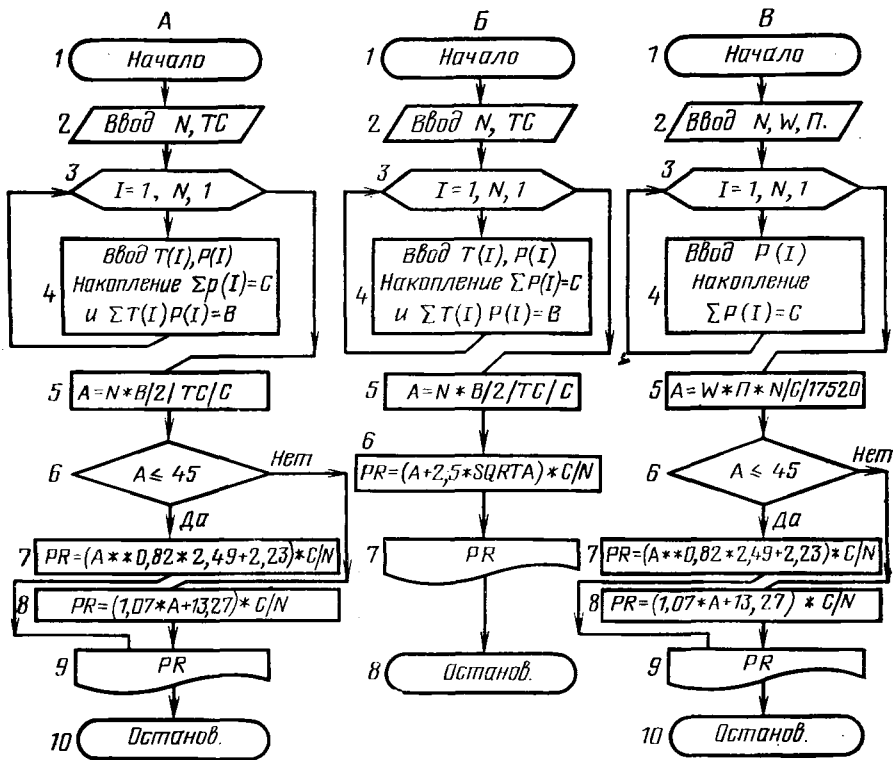 А
1 Начало
2 Ввод N, TC
3
I=1, N, 1
Ввод T(I), P(I)
4 Накопление Σp(I)=C
и ΣT(I)P(I)=B
5 A=N*B/2/TC/C
6 A≤45 Нет
Да
7 PR=(A**0,82*2,49+2,23)*C/N
8 PR=(1,07*A+13,27)*C/N
9 PR
10 Останов.
Б
1 Начало
2 Ввод N, TC
3
I=1, N, 1
Ввод T(I), P(I)
4 Накопление ΣP(I)=C
и ΣT(I)P(I)=B
5 A=N*B/2/TC/C
6
PR=(A+2,5*SQRTA)*C/N
7 PR
8 Останов.
В
1 Начало
2 Ввод N, W, П.
3
I=1, N, 1
Ввод P(I)
4 Накопление
ΣP(I)=C
5 A=W*П*N/C/17520
6 A≤45 Нет
Да
7 PR=(A**0,82*2,49+2,23)*C/N
8 PR=(1,07*A+13,27)*C/N
9 PR
10 Останов.